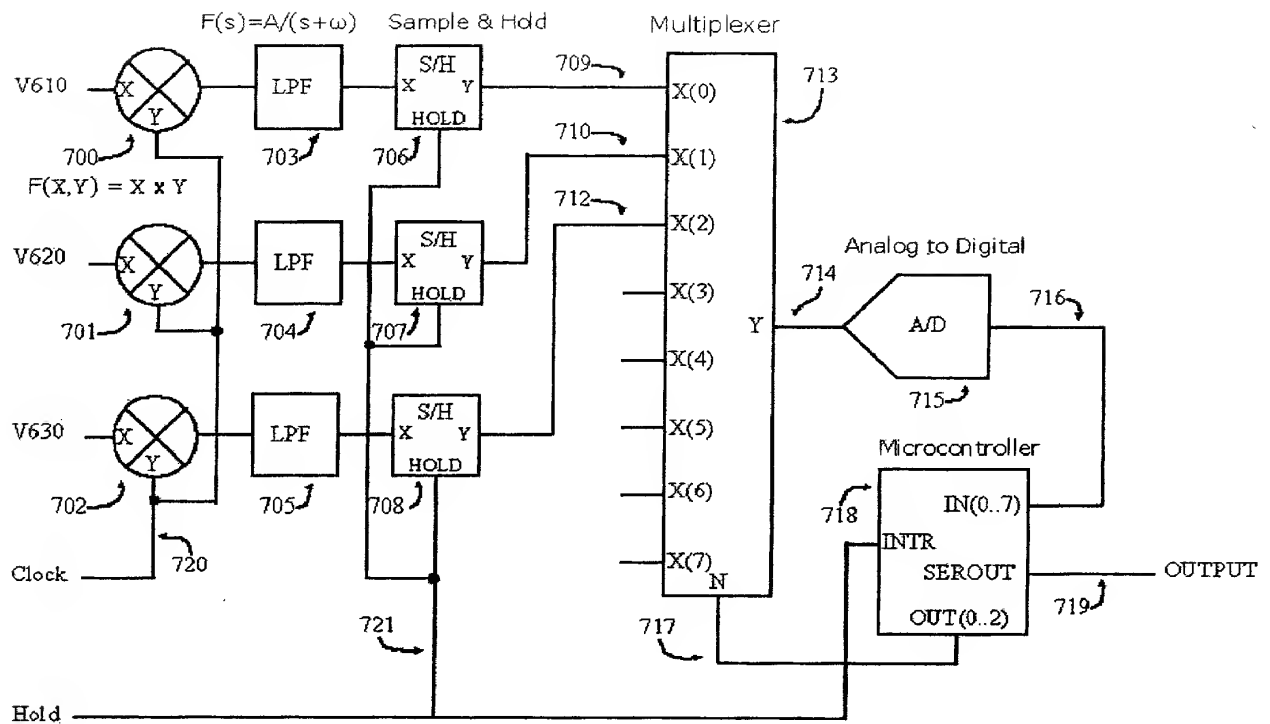 F(s)=A/(s+ω)
Sample & Hold
Multiplexer
V610
X
Y
LPF
S/H
X
Y
HOLD
709
X(0)
713
700
703
706
710
X(1)
F(X,Y) = X x Y
712
X(2)
V620
X
Y
LPF
S/H
X
Y
HOLD
Analog to Digital
701
704
707
X(3)
Y
714
A/D
716
X(4)
715
V630
X
Y
LPF
S/H
X
Y
HOLD
X(5)
Microcontroller
702
705
708
X(6)
718
IN(0..7)
INTR
Clock
720
X(7)
N
SEROUT
OUTPUT
719
OUT(0..2)
721
717
Hold